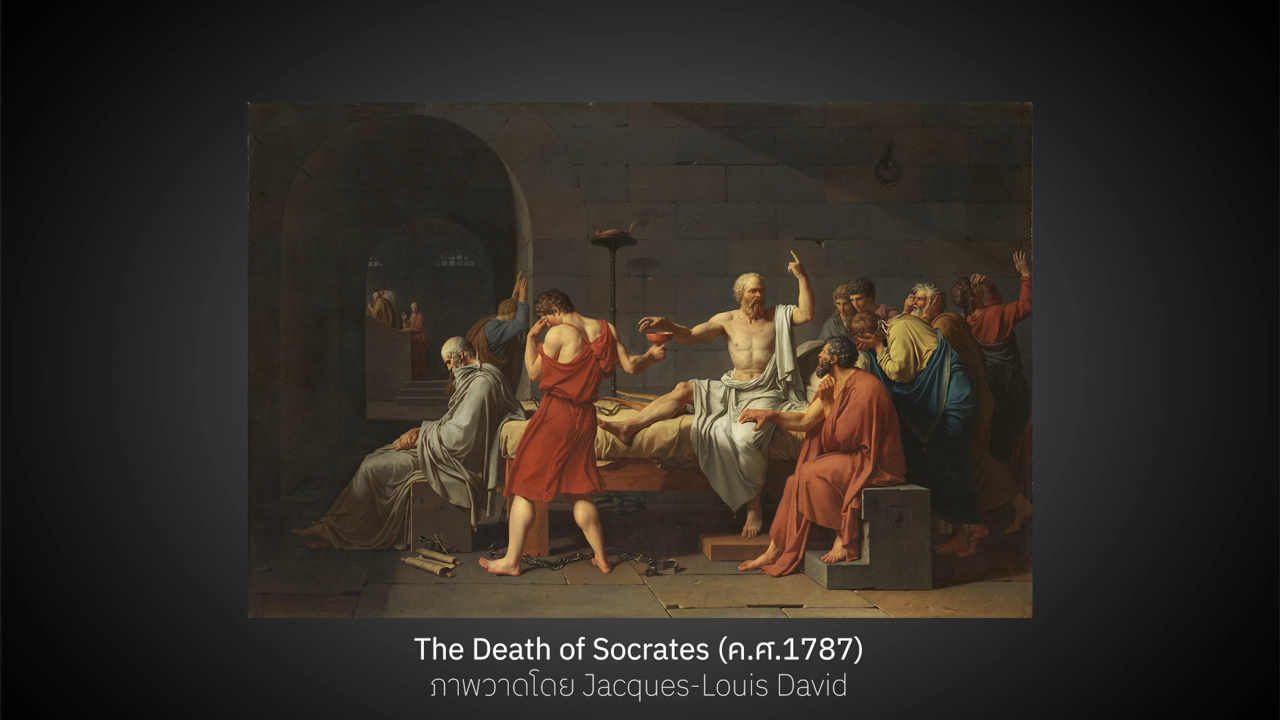 The Death of Socrates (ค.ศ.1787)
ภาพวาดโดย Jacques-Louis David